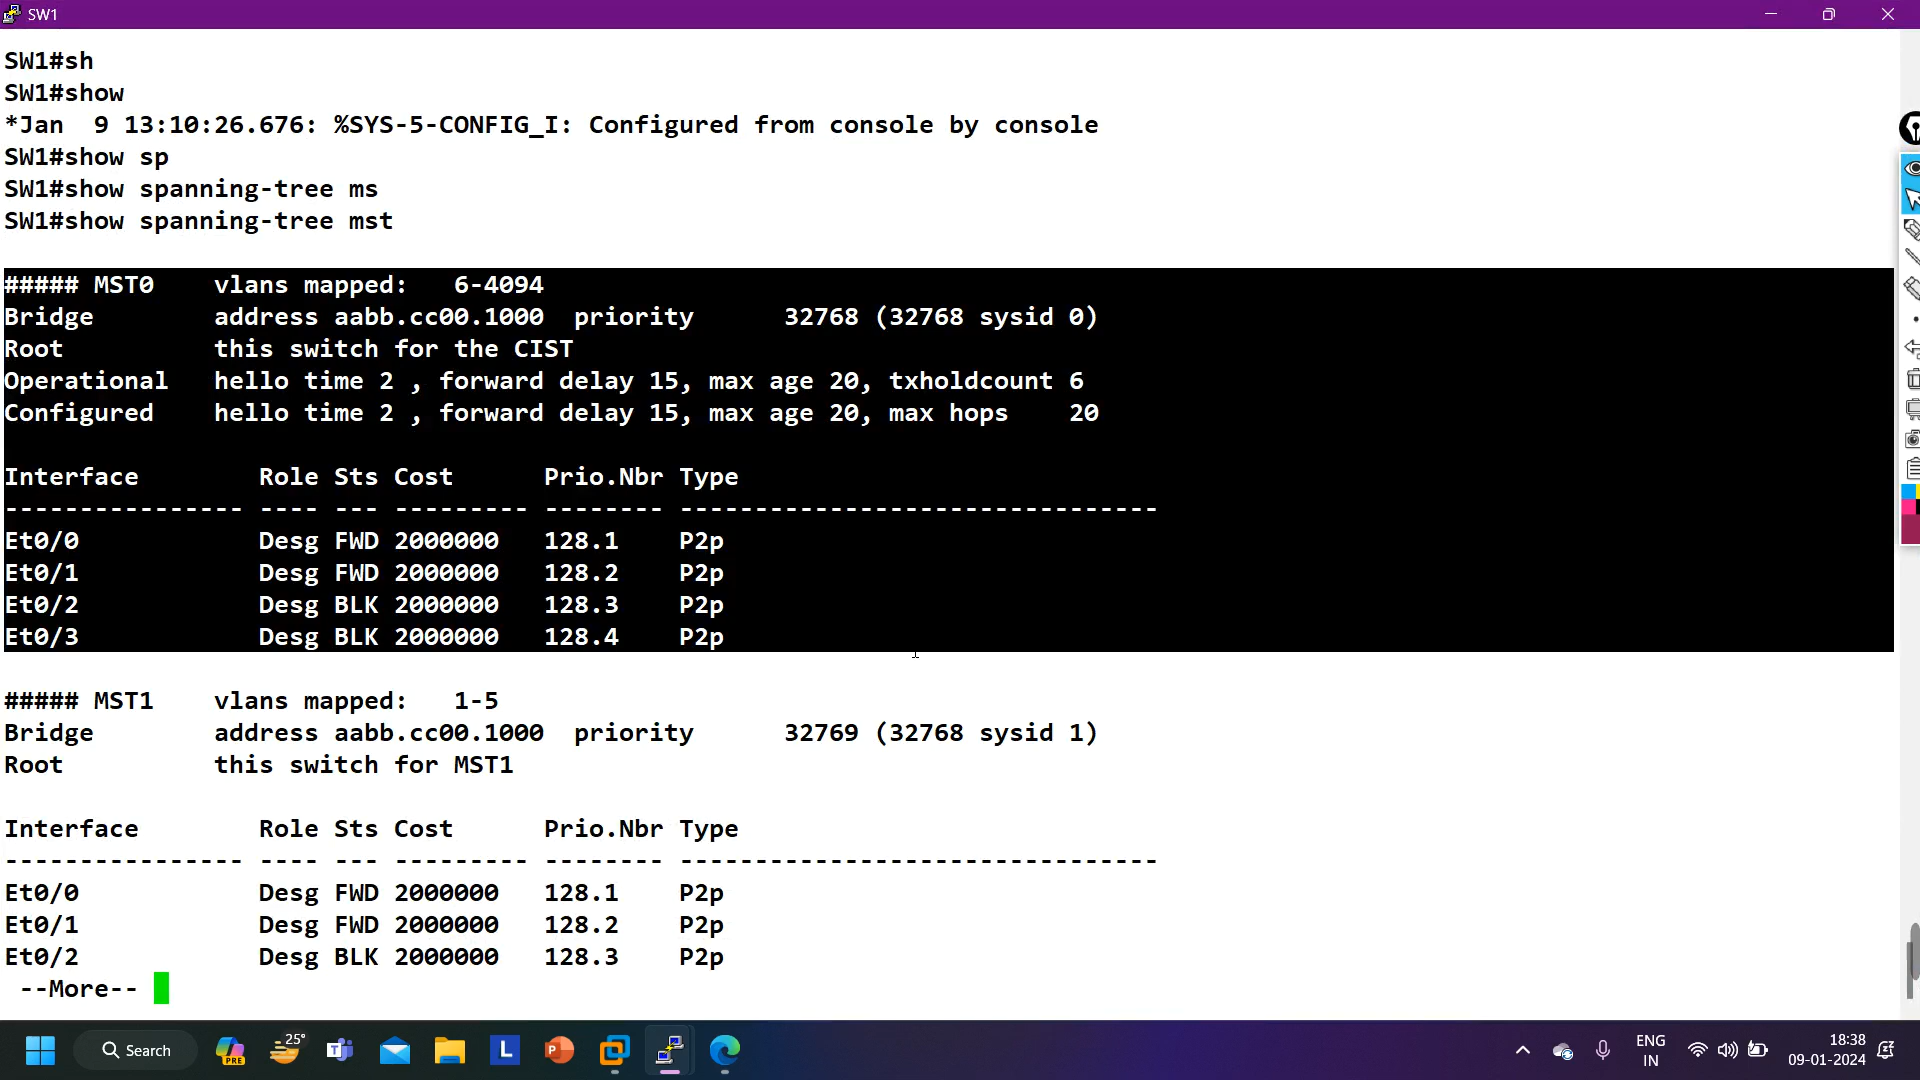 SW1
SW1#sh
SW1#show
*Jan  9 13:10:26.676: %SYS-5-CONFIG_I: Configured from console by console
SW1#show sp
SW1#show spanning-tree ms
SW1#show spanning-tree mst
##### MST0    vlans mapped:   6-4094
Bridge        address aabb.cc00.1000  priority      32768 (32768 sysid 0)
Root          this switch for the CIST
Operational   hello time 2 , forward delay 15, max age 20, txholdcount 6
Configured    hello time 2 , forward delay 15, max age 20, max hops    20
Interface        Role Sts Cost      Prio.Nbr Type
---------------- ---- --- --------- -------- --------------------------------
Et0/0            Desg FWD 2000000   128.1    P2p
Et0/1            Desg FWD 2000000   128.2    P2p
Et0/2            Desg BLK 2000000   128.3    P2p
Et0/3            Desg BLK 2000000   128.4    P2p
##### MST1    vlans mapped:   1-5
Bridge        address aabb.cc00.1000  priority      32769 (32768 sysid 1)
Root          this switch for MST1
Interface        Role Sts Cost      Prio.Nbr Type
---------------- ---- --- --------- -------- --------------------------------
Et0/0            Desg FWD 2000000   128.1    P2p
Et0/1            Desg FWD 2000000   128.2    P2p
Et0/2            Desg BLK 2000000   128.3    P2p
--More--
Search
PRE
25°
L
ENG
IN
18:38
09-01-2024